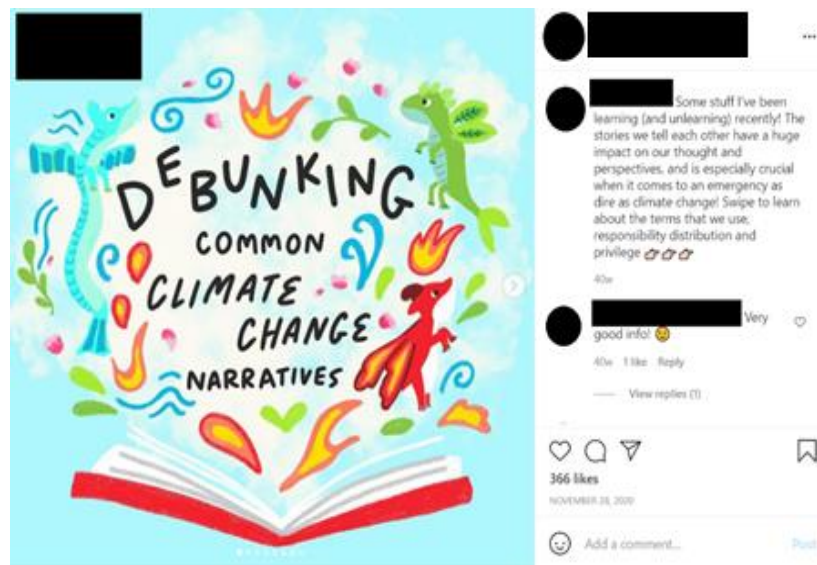 DEBUNKING
COMMON
CLIMATE
CHANGE
NARRATIVES
Some stuff I've been
learning (and unlearning) recently! The
stories we tell each other have a huge
impact on our thought and
perspectives, and is especially crucial
when it comes to an emergency as
dire as climate change! Swipe to learn
about the terms that we use,
responsibility distribution and
privilege
40w
Very
good info!
40w 1 like Reply
View replies (1)
366 likes
NOVEMBER 28, 2020
Add a comment...
Post